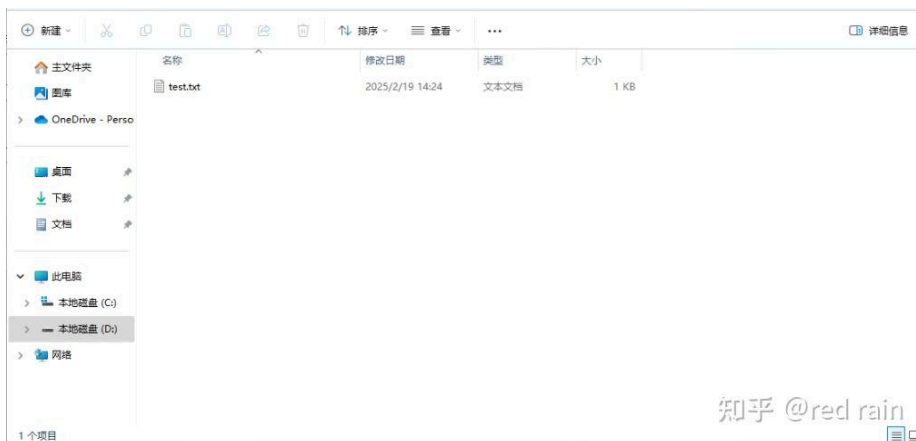 新建 排序 查看 ... 详细信息
名称 修改日期 类型 大小
主文件夹
test.txt 2025/2/19 14:24 文本文档 1 KB
图库
OneDrive - Perso
桌面
下载
文档
此电脑
本地磁盘 (C:)
本地磁盘 (D:)
网络
知乎 @red rain
1 个项目